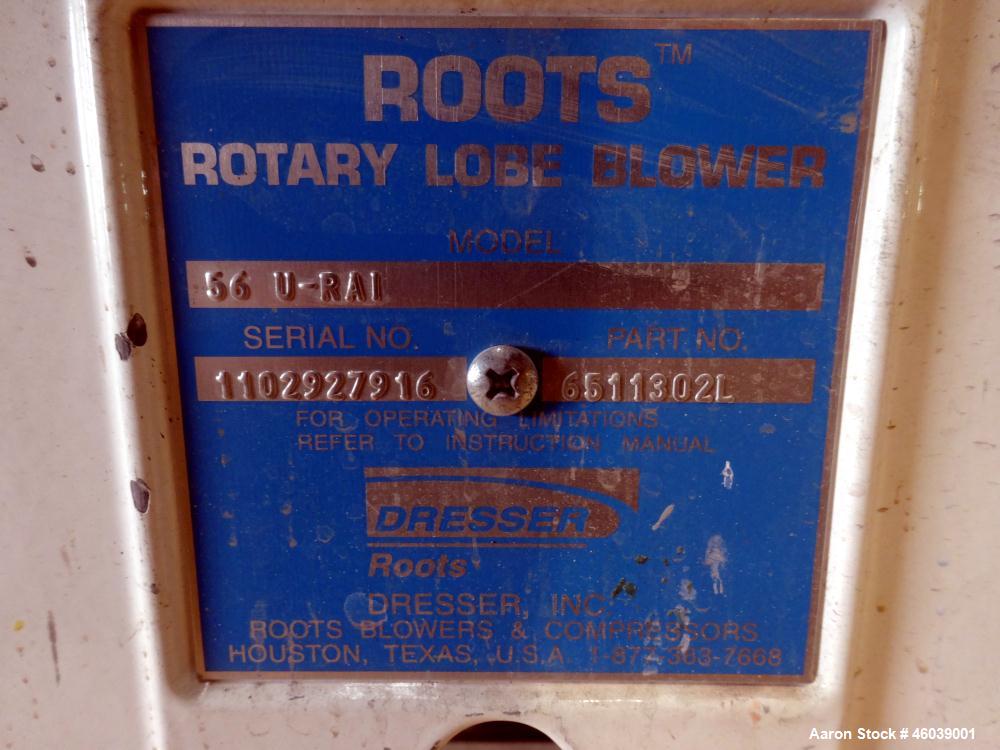 ROOTS™
ROTARY LOBE BLOWER
MODEL
56 U-RAI
SERIAL NO. PART NO.
1102927916 6511302L
FOR OPERATING LIMITATIONS
REFER TO INSTRUCTION MANUAL
DRESSER
Roots
DRESSER, INC.
ROOTS BLOWERS & COMPRESSORS
HOUSTON, TEXAS, U.S.A. 1-877-363-7668
Aaron Stock # 46039001